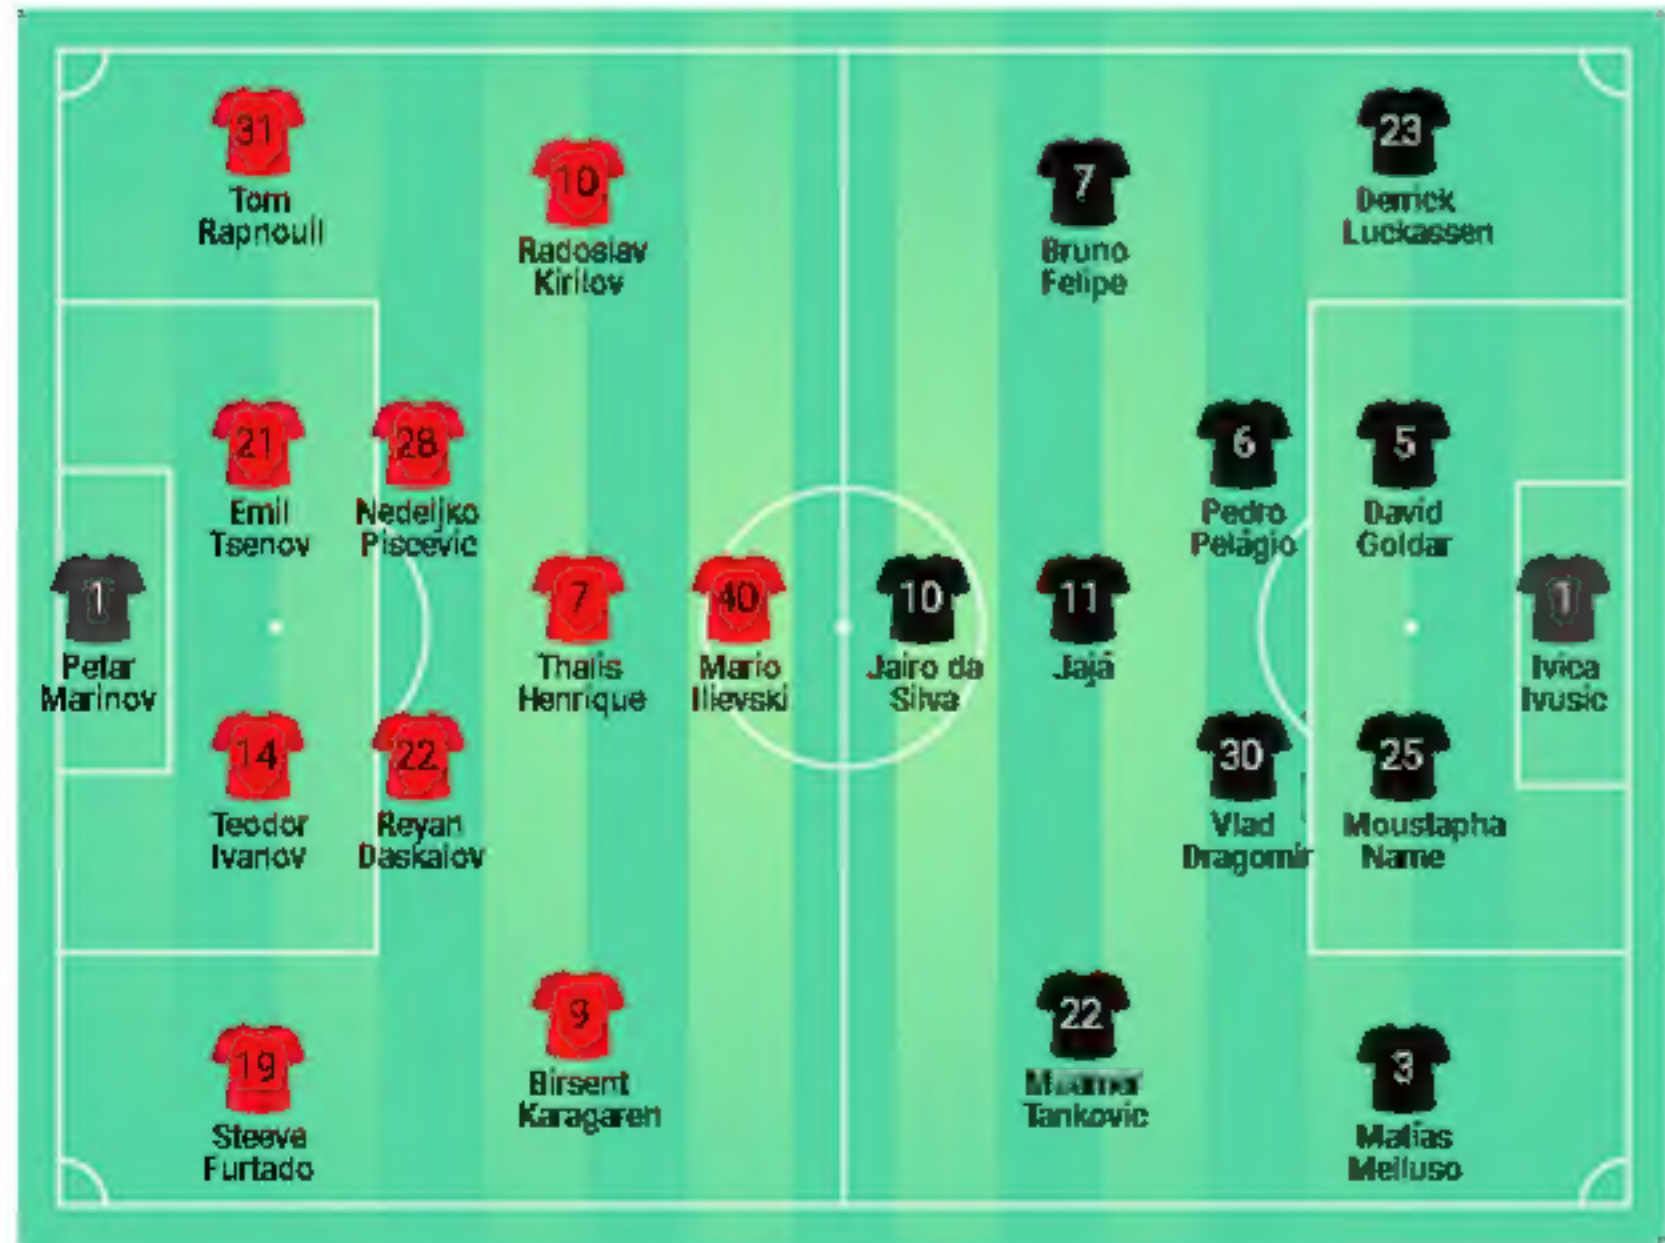 31
Tom
Rapnouil
10
Radoslav
Kirilov
7
Bruno
Felipe
23
Derrick
Luckassen
21
Emil
Tsenov
28
Nedeljko
Piscevic
6
Pedro
Pelágio
5
David
Goldar
1
Petar
Marinov
7
Thalis
Henrique
40
Mario
Ilievski
10
Jairo da
Silva
11
Jajá
1
Ivica
Ivusic
14
Teodor
Ivanov
22
Reyan
Daskalov
30
Vlad
Dragomir
25
Moustapha
Name
9
Birsent
Karagaren
22
Muamer
Tankovic
19
Steeve
Furtado
3
Matias
Melluso